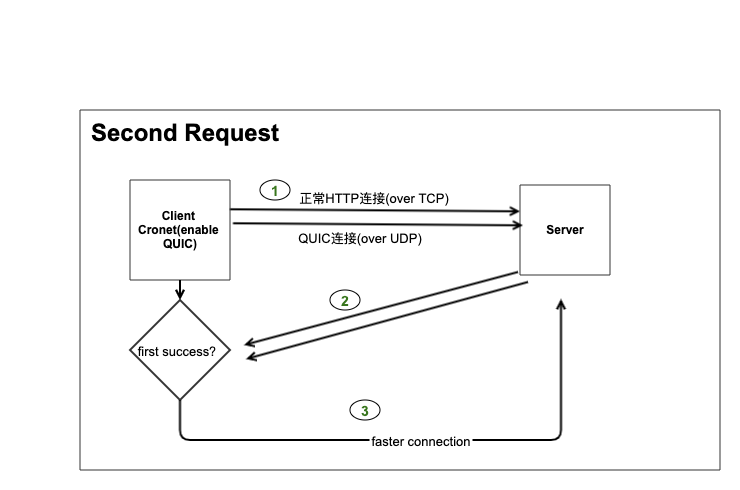 Second Request
1
正常HTTP连接(over TCP)
Client
Cronet(enable
QUIC)
Server
QUIC连接(over UDP)
2
first success?
3
faster connection